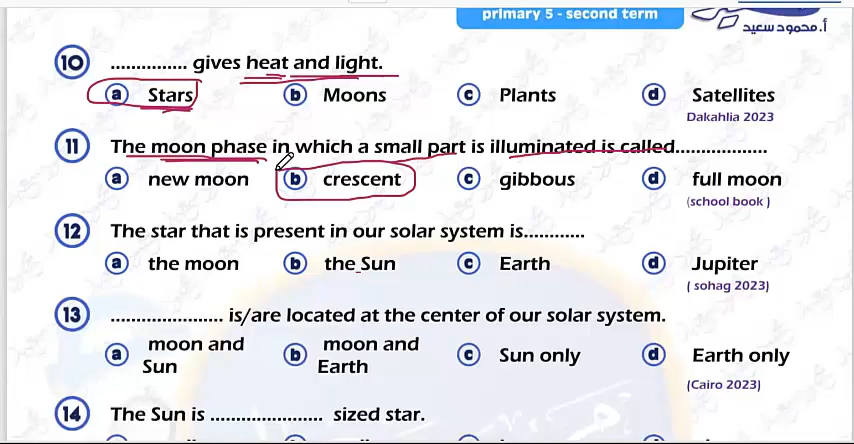 primary 5 - second term
أ. محمود سعيد
10 ............... gives heat and light.
a Stars b Moons c Plants d Satellites
Dakahlia 2023
11 The moon phase in which a small part is illuminated is called..................
a new moon b crescent c gibbous d full moon
(school book )
12 The star that is present in our solar system is............
a the moon b the Sun c Earth d Jupiter
( sohag 2023)
13 ...................... is/are located at the center of our solar system.
a moon and Sun b moon and Earth c Sun only d Earth only
(Cairo 2023)
14 The Sun is ...................... sized star.